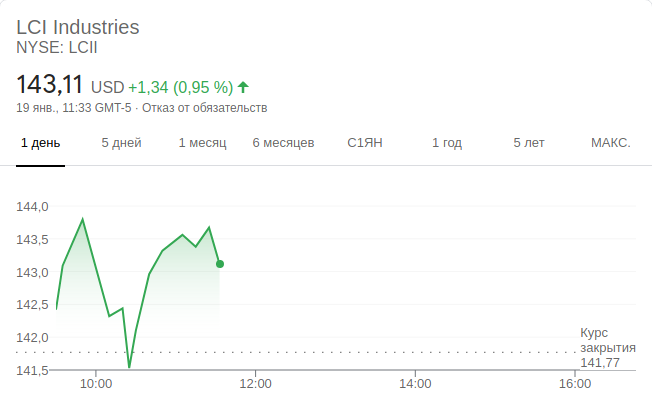 LCI Industries
NYSE: LCII
143,11 USD +1,34 (0,95 %)
19 янв., 11:33 GMT-5 · Отказ от обязательств
1 день 5 дней 1 месяц 6 месяцев С1ЯН 1 год 5 лет МАКС.
144,0
143,5
143,0
142,5
142,0
141,5
Курс
закрытия
141,77
10:00 12:00 14:00 16:00